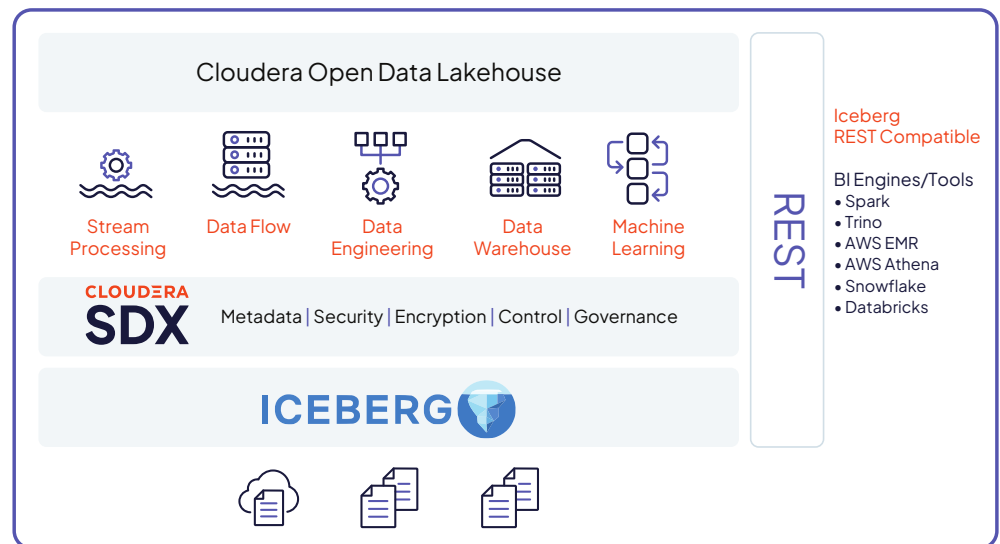 Cloudera Open Data Lakehouse
Stream
Processing
Data Flow
Data
Engineering
Data
Warehouse
Machine
Learning
CLOUDERA
SDX
Metadata | Security | Encryption | Control | Governance
ICEBERG
REST
Iceberg
REST Compatible
BI Engines/Tools
• Spark
• Trino
• AWS EMR
• AWS Athena
• Snowflake
• Databricks